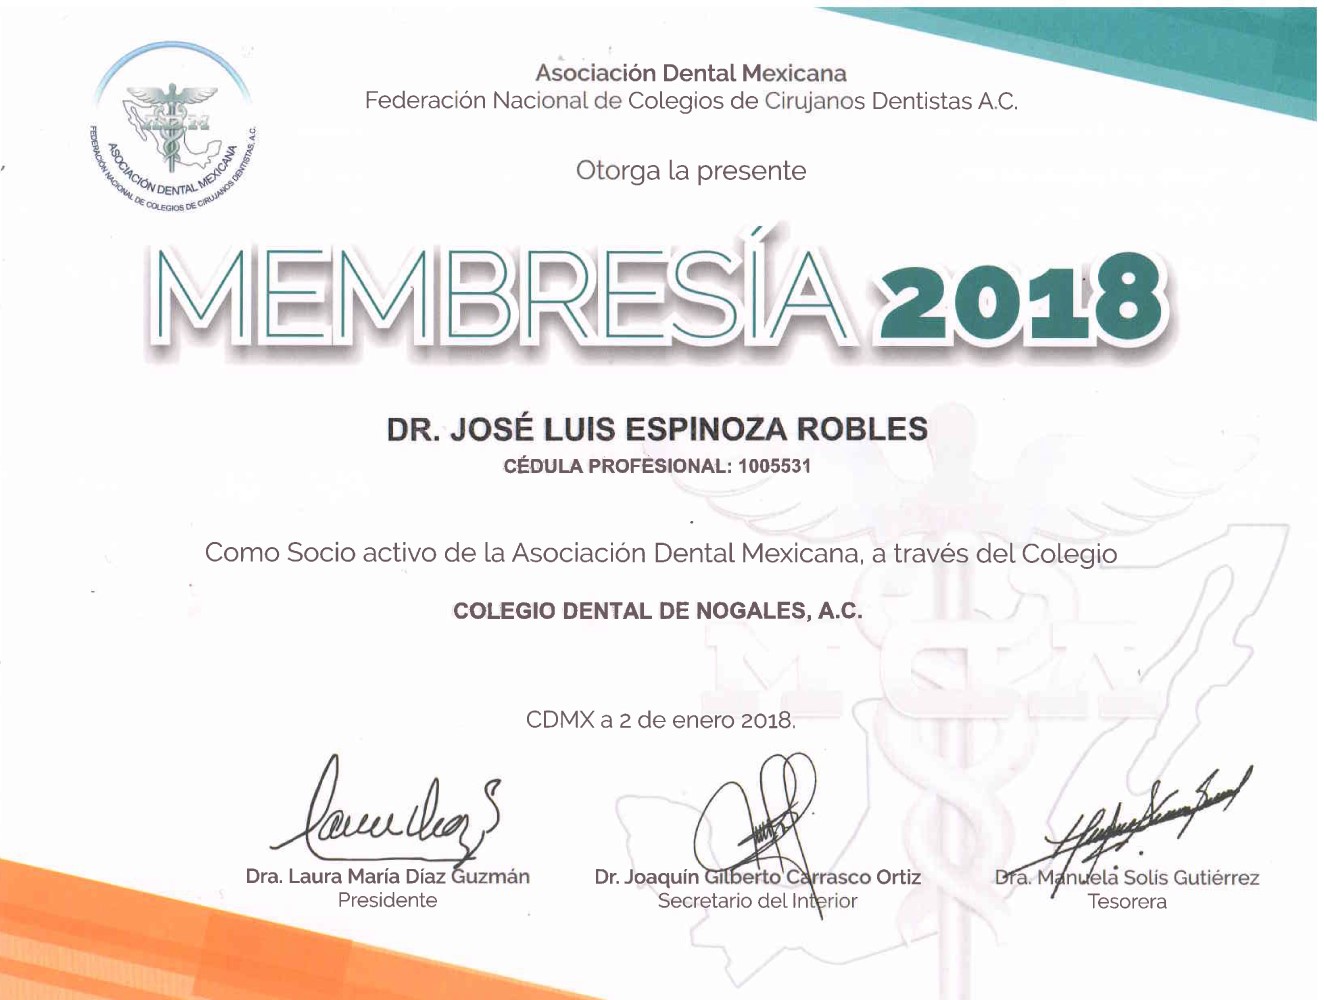 Asociación Dental Mexicana
Federación Nacional de Colegios de Cirujanos Dentistas A.C.
ASOCIACIÓN DENTAL MEXICANA
FEDERACIÓN NACIONAL DE COLEGIOS DE CIRUJANOS DENTISTAS, A.C.
Otorga la presente
MEMBRESÍA 2018
DR. JOSÉ LUIS ESPINOZA ROBLES
CÉDULA PROFESIONAL: 1005531
Como Socio activo de la Asociación Dental Mexicana, a través del Colegio
COLEGIO DENTAL DE NOGALES, A.C.
CDMX a 2 de enero 2018.
Dra. Laura María Díaz Guzmán
Presidente
Dr. Joaquín Gilberto Carrasco Ortiz
Secretario del Interior
Dra. Manuela Solís Gutiérrez
Tesorera